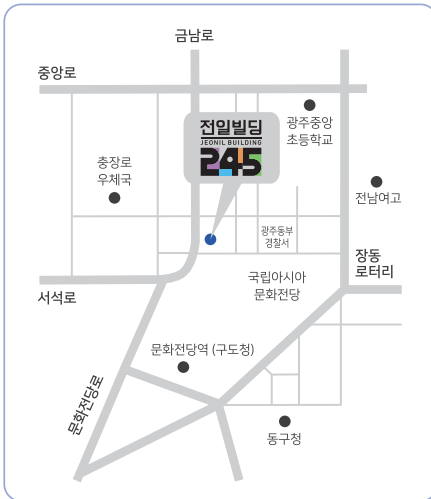 금남로
중앙로
전일빌딩
JEONIL BUILDING
245
광주중앙
초등학교
충장로
우체국
전남여고
광주동부
경찰서
장동
로터리
국립아시아
문화전당
서석로
문화전당역 (구도청)
문화전당로
동구청